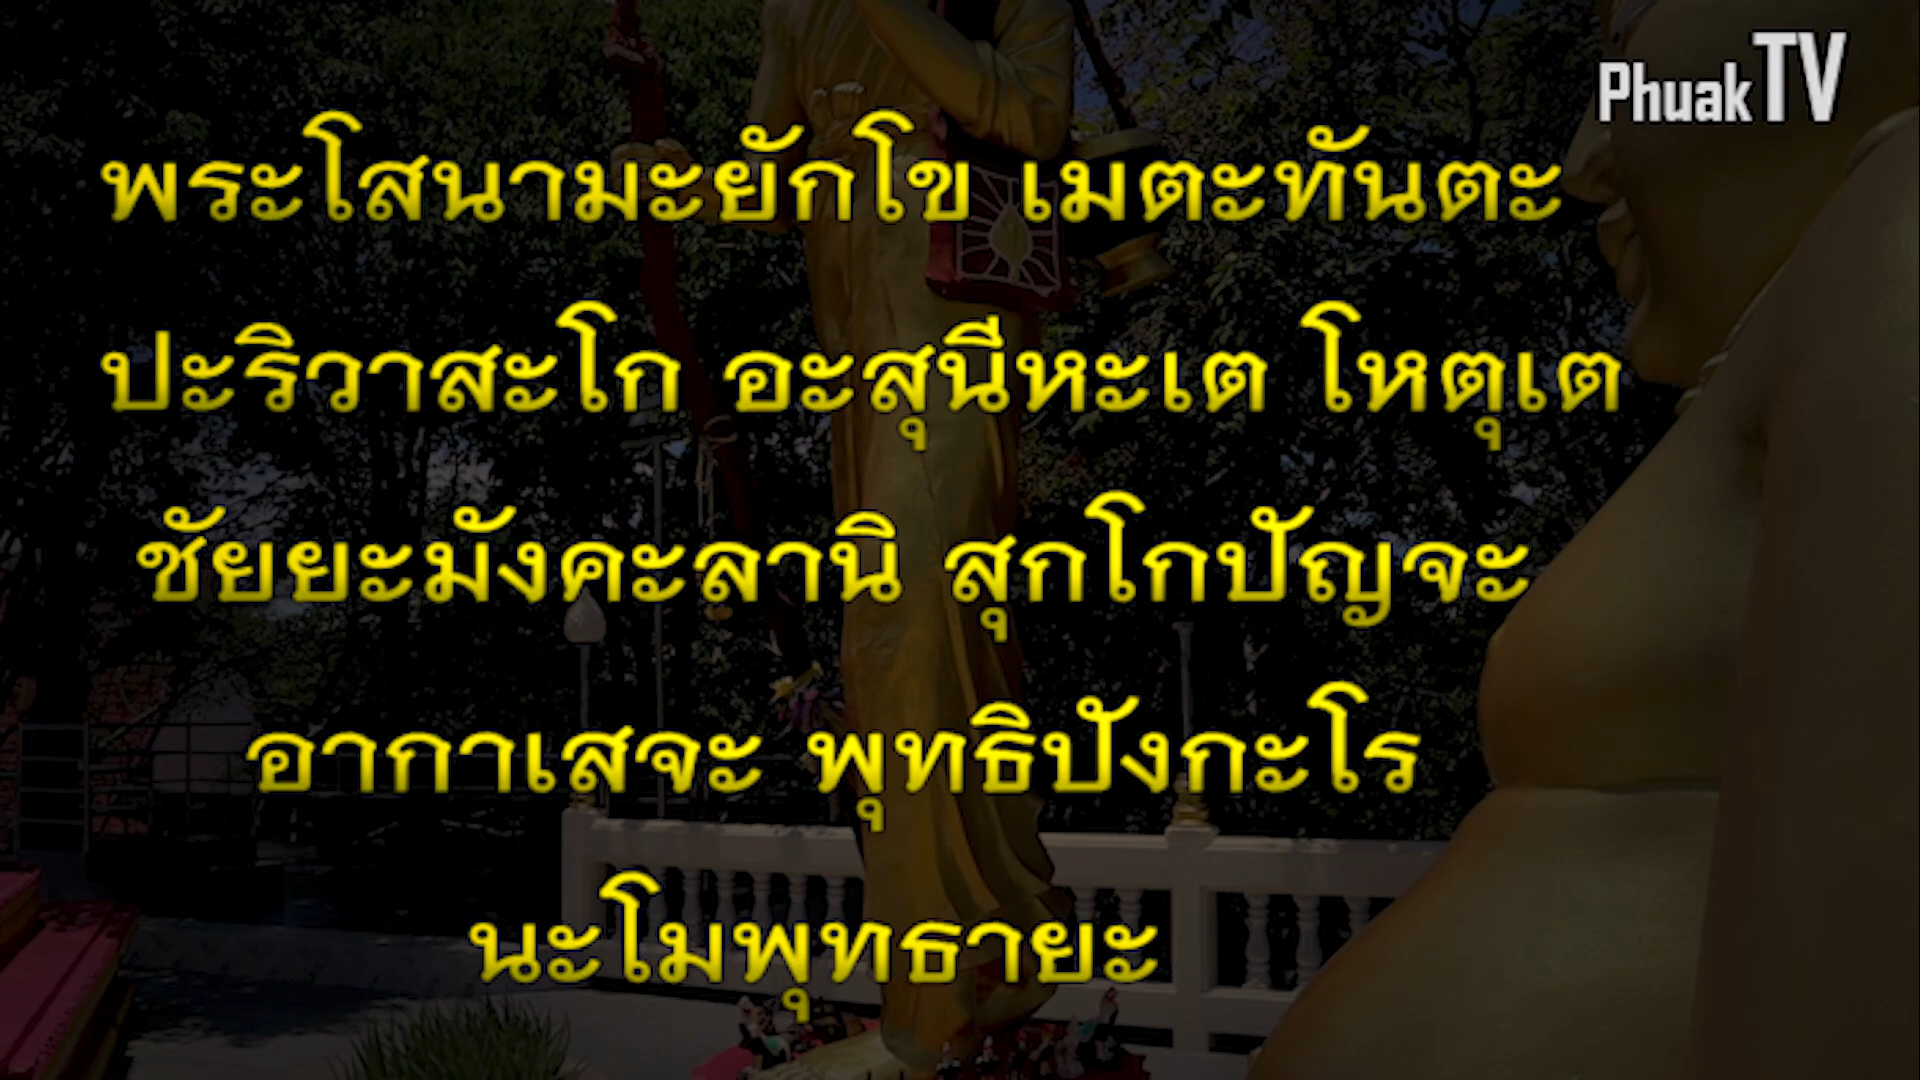 PhuakTV
พระโสนามะยักโข เมตะทันตะ
ปะริวาสะโก อะสุนีหะเต โหตุเต
ชัยยะมังคะลานิ สุกโกปัญจะ
อากาเสจะ พุทธิปังกะโร
นะโมพุทธายะ